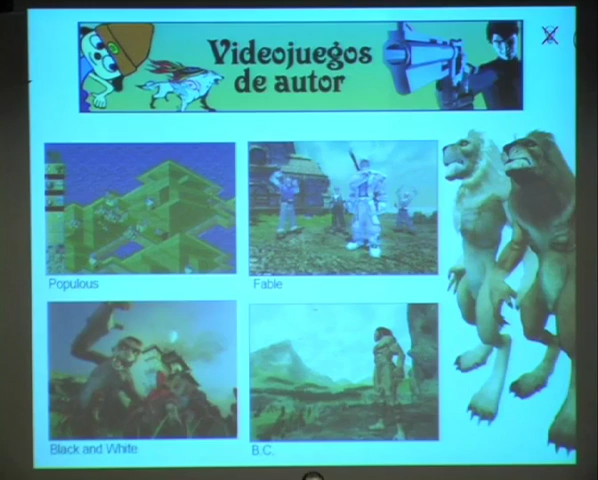 Videojuegos
de autor
Populous
Fable
Black and White
B.C.